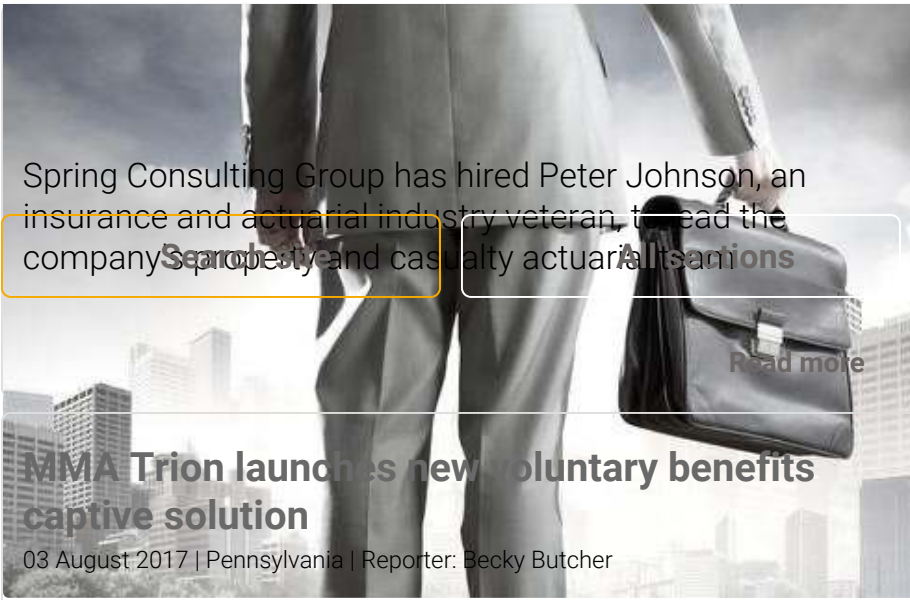 Spring Consulting Group has hired Peter Johnson, an
insurance and actuarial industry veteran, to lead the
company's property and casualty actuarial team
Search site
All sections
Read more
MMA Trion launches new voluntary benefits
captive solution
03 August 2017 | Pennsylvania | Reporter: Becky Butcher